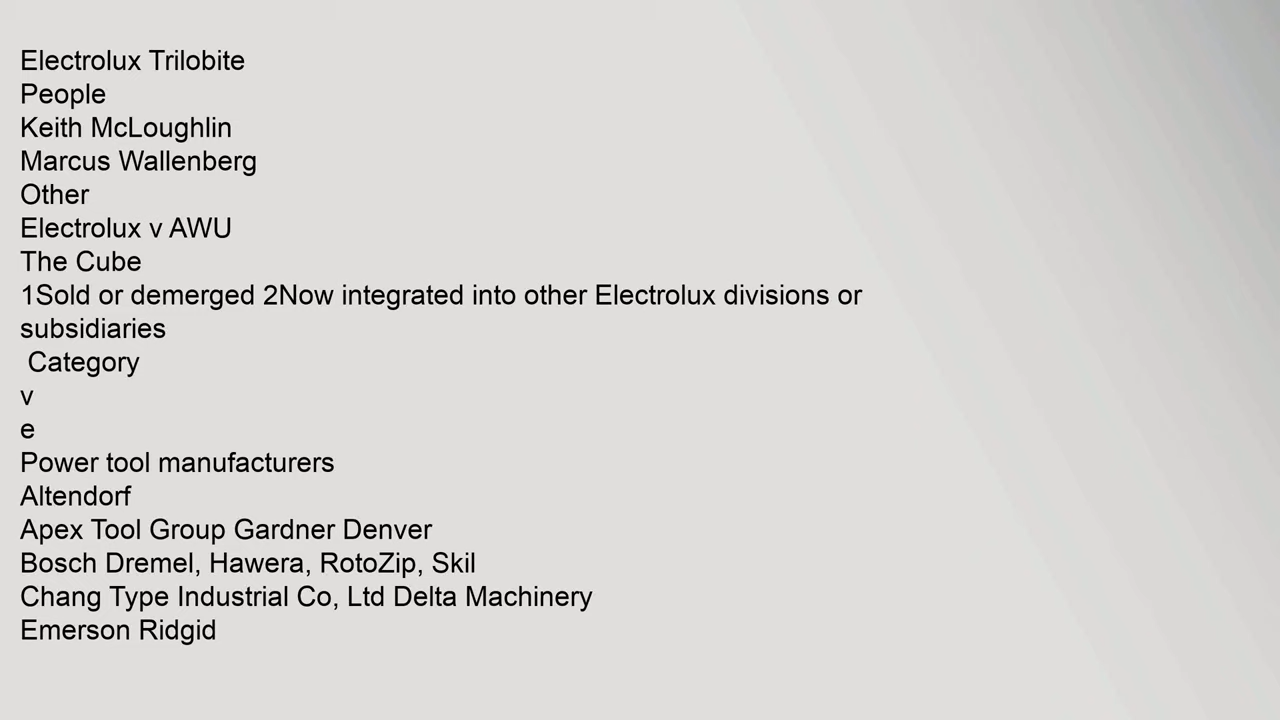 Electrolux Trilobite
People
Keith McLoughlin
Marcus Wallenberg
Other
Electrolux v AWU
The Cube
1Sold or demerged 2Now integrated into other Electrolux divisions or
subsidiaries
Category
v
e
Power tool manufacturers
Altendorf
Apex Tool Group Gardner Denver
Bosch Dremel, Hawera, RotoZip, Skil
Chang Type Industrial Co, Ltd Delta Machinery
Emerson Ridgid